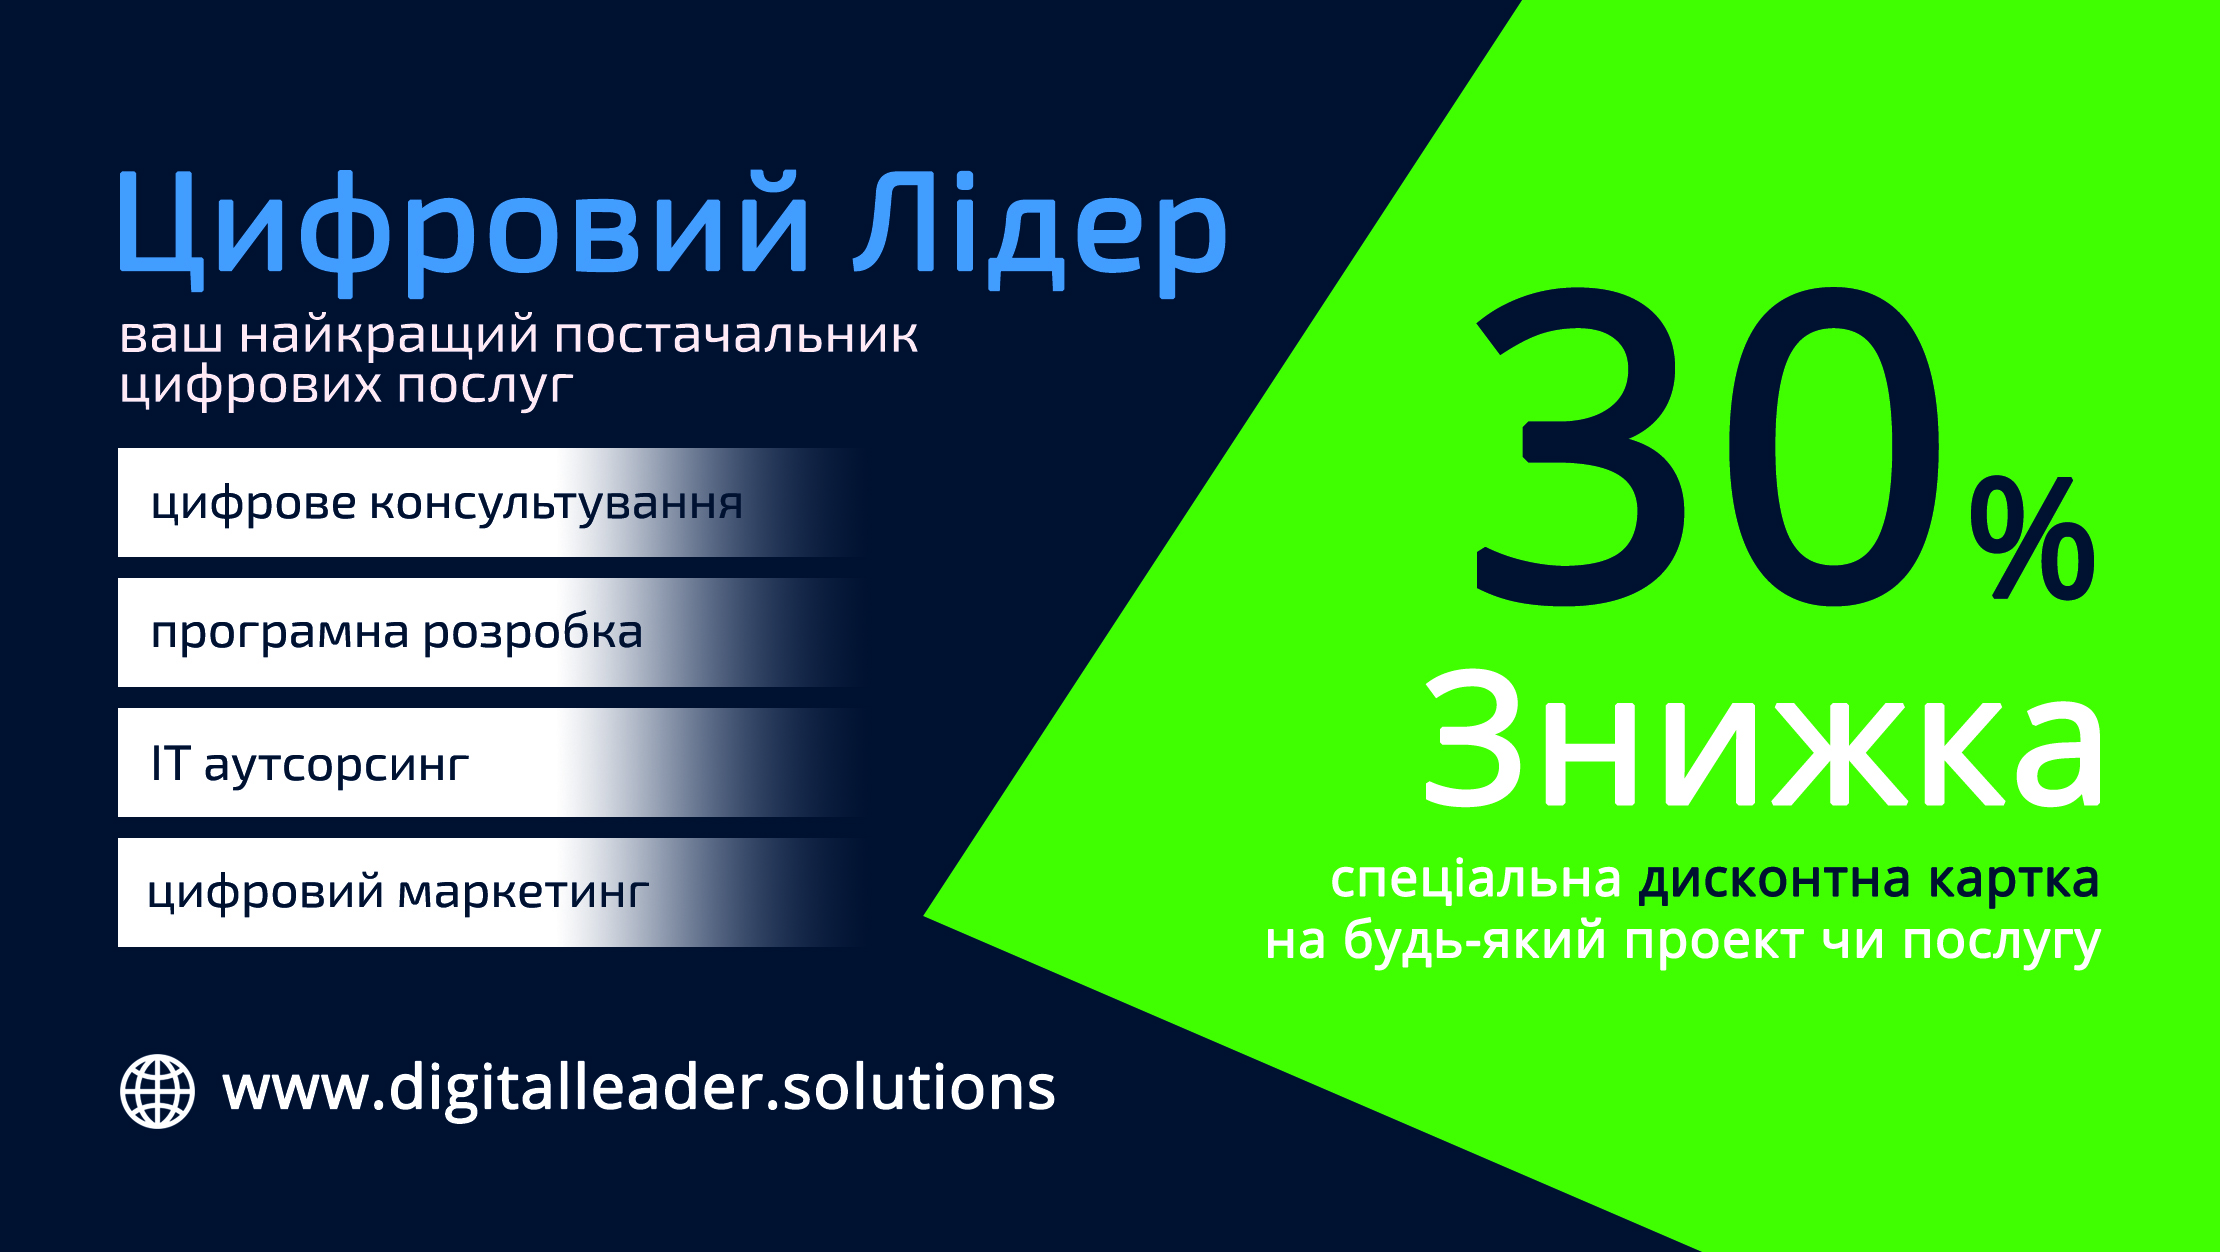 Цифровий Лідер
ваш найкращий постачальник
цифрових послуг
цифрове консультування
програмна розробка
ІТ аутсорсинг
цифровий маркетинг
www.digitalleader.solutions
30%
Знижка
спеціальна дисконтна картка
на будь-який проект чи послугу